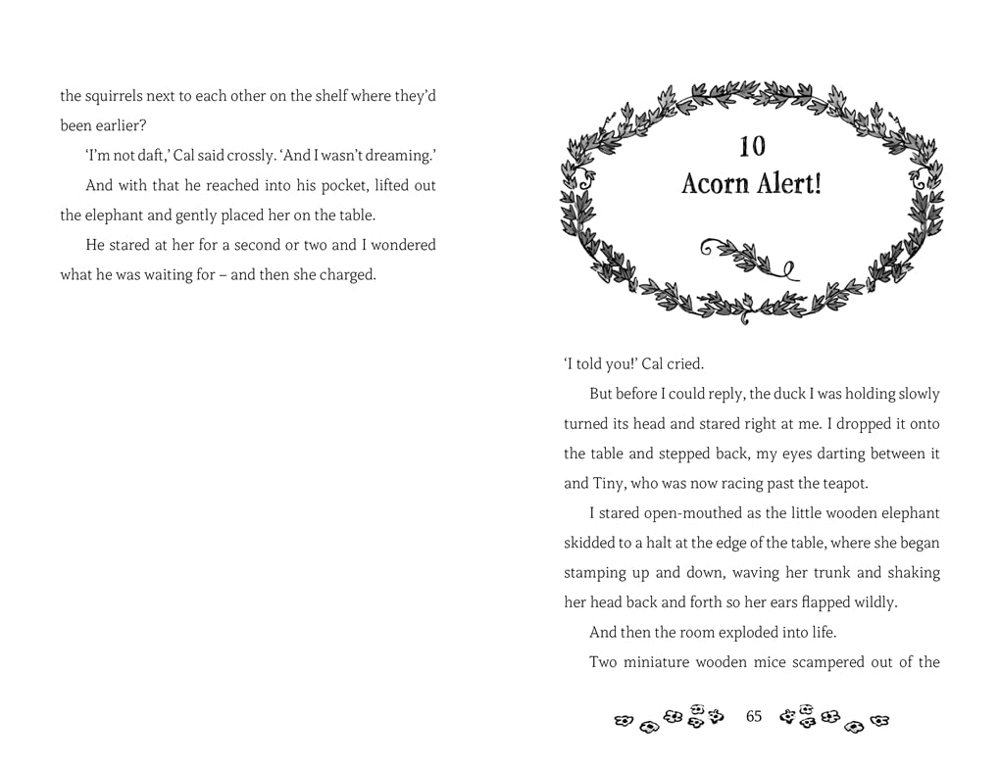 the squirrels next to each other on the shelf where they’d
been earlier?
‘I’m not daft,’ Cal said crossly. ‘And I wasn’t dreaming.’
And with that he reached into his pocket, lifted out
the elephant and gently placed her on the table.
He stared at her for a second or two and I wondered
what he was waiting for – and then she charged.
10
Acorn Alert!
‘I told you!’ Cal cried.
But before I could reply, the duck I was holding slowly
turned its head and stared right at me. I dropped it onto
the table and stepped back, my eyes darting between it
and Tiny, who was now racing past the teapot.
I stared open-mouthed as the little wooden elephant
skidded to a halt at the edge of the table, where she began
stamping up and down, waving her trunk and shaking
her head back and forth so her ears flapped wildly.
And then the room exploded into life.
Two miniature wooden mice scampered out of the
65